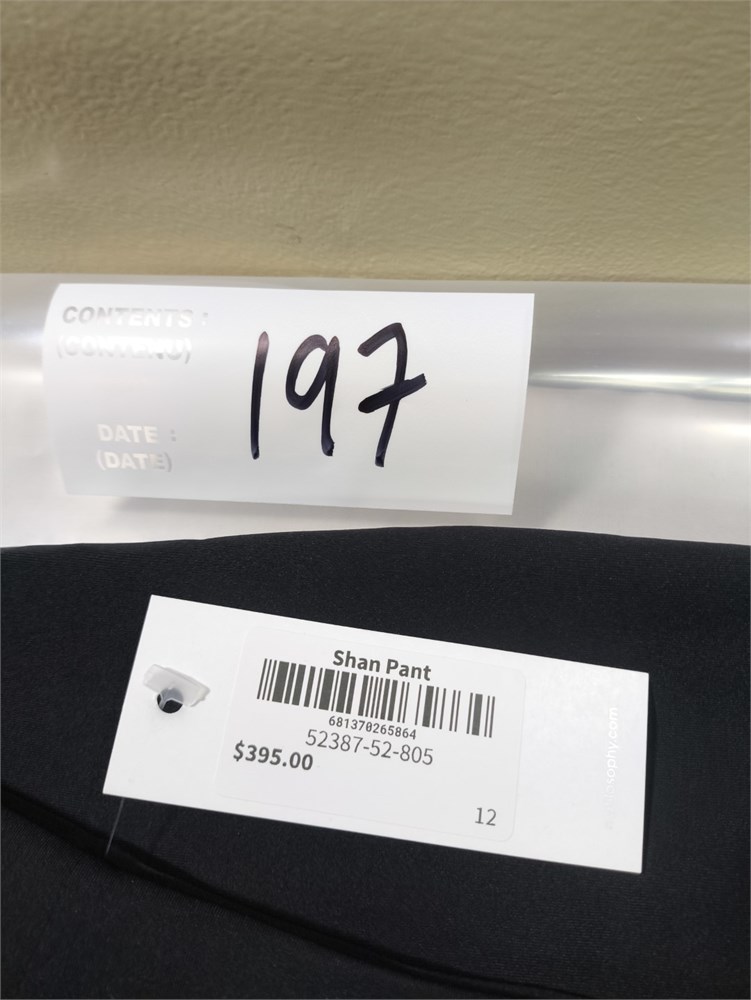 CONTENTS :
(CONTENU)
197
DATE :
(DATE)
Shan Pant
681370265864
52387-52-805
$395.00
12